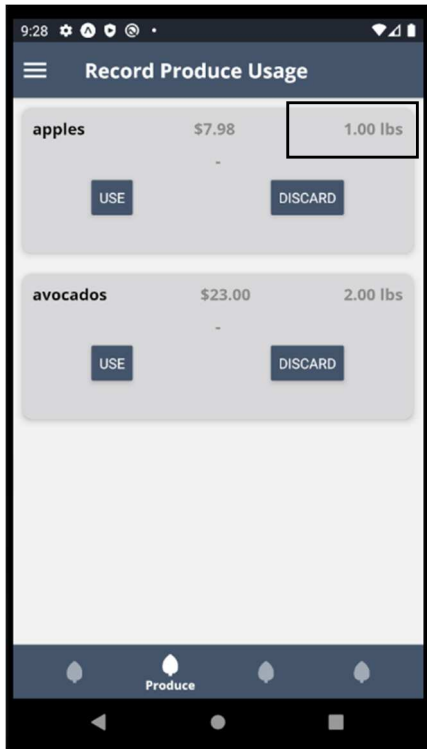 9:28
Record Produce Usage
apples $7.98 1.00 lbs
-
USE DISCARD
avocados $23.00 2.00 lbs
-
USE DISCARD
Produce